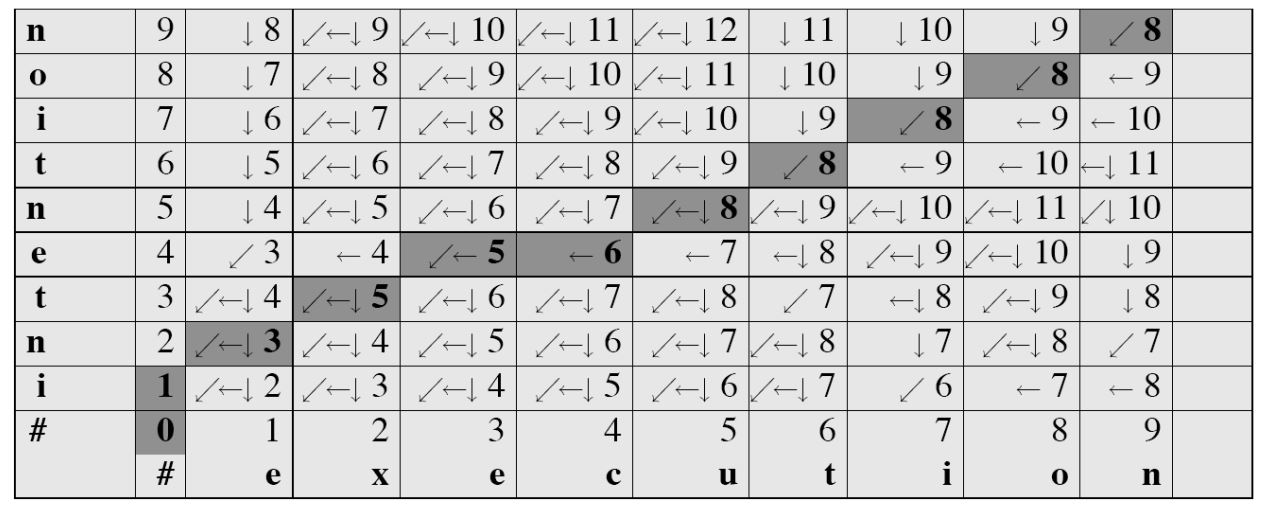 n 9 ↓ 8 ↙←↓ 9 ↙←↓ 10 ↙←↓ 11 ↙←↓ 12 ↓ 11 ↓ 10 ↓ 9 ↙ 8
o 8 ↓ 7 ↙←↓ 8 ↙←↓ 9 ↙←↓ 10 ↙←↓ 11 ↓ 10 ↓ 9 ↙ 8 ← 9
i 7 ↓ 6 ↙←↓ 7 ↙←↓ 8 ↙←↓ 9 ↙←↓ 10 ↓ 9 ↙ 8 ← 9 ← 10
t 6 ↓ 5 ↙←↓ 6 ↙←↓ 7 ↙←↓ 8 ↙←↓ 9 ↙ 8 ← 9 ← 10 ←↓ 11
n 5 ↓ 4 ↙←↓ 5 ↙←↓ 6 ↙←↓ 7 ↙←↓ 8 ↙←↓ 9 ↙←↓ 10 ↙←↓ 11 ↙↓ 10
e 4 ↙ 3 ← 4 ↙← 5 ← 6 ← 7 ←↓ 8 ↙←↓ 9 ↙←↓ 10 ↓ 9
t 3 ↙←↓ 4 ↙←↓ 5 ↙←↓ 6 ↙←↓ 7 ↙←↓ 8 ↙ 7 ←↓ 8 ↙←↓ 9 ↓ 8
n 2 ↙←↓ 3 ↙←↓ 4 ↙←↓ 5 ↙←↓ 6 ↙←↓ 7 ↙←↓ 8 ↓ 7 ↙←↓ 8 ↙ 7
i 1 ↙←↓ 2 ↙←↓ 3 ↙←↓ 4 ↙←↓ 5 ↙←↓ 6 ↙←↓ 7 ↙ 6 ← 7 ← 8
# 0 1 2 3 4 5 6 7 8 9
# e x e c u t i o n